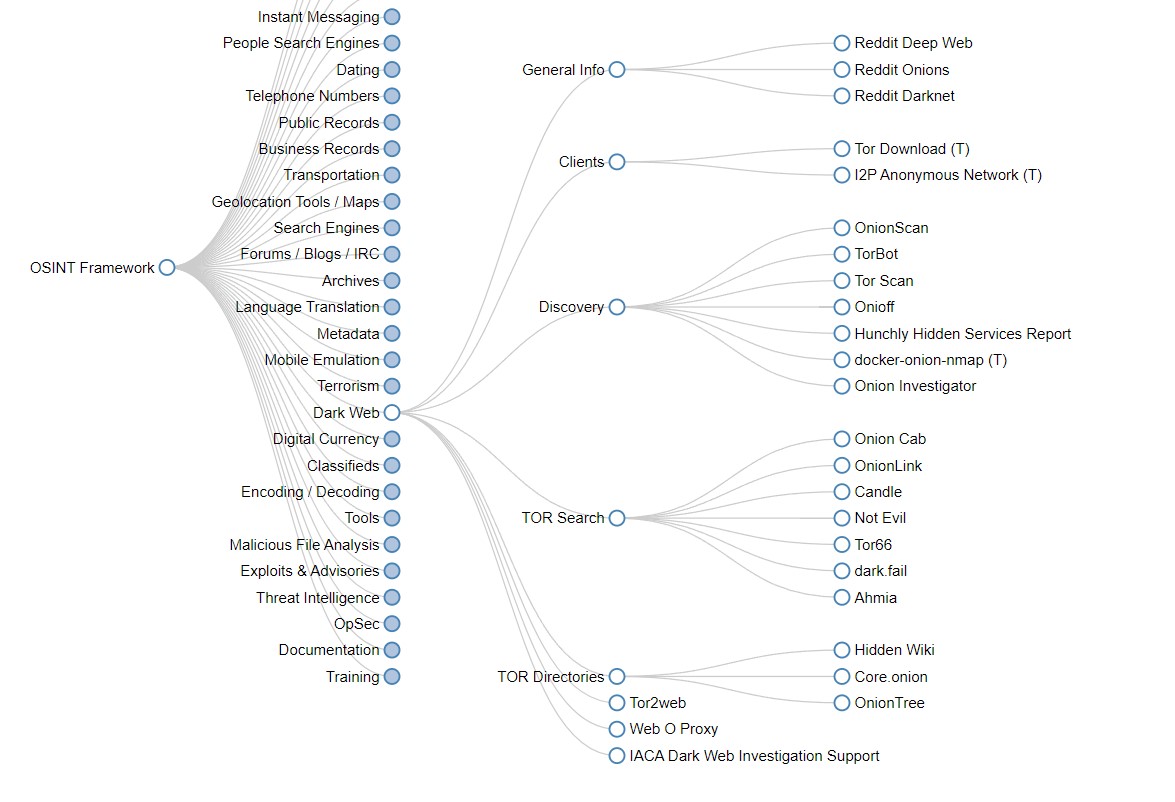 OSINT Framework
Instant Messaging
People Search Engines
Dating
Telephone Numbers
Public Records
Business Records
Transportation
Geolocation Tools / Maps
Search Engines
Forums / Blogs / IRC
Archives
Language Translation
Metadata
Mobile Emulation
Terrorism
Dark Web
Digital Currency
Classifieds
Encoding / Decoding
Tools
Malicious File Analysis
Exploits & Advisories
Threat Intelligence
OpSec
Documentation
Training
General Info
Reddit Deep Web
Reddit Onions
Reddit Darknet
Clients
Tor Download (T)
I2P Anonymous Network (T)
Discovery
OnionScan
TorBot
Tor Scan
Onioff
Hunchly Hidden Services Report
docker-onion-nmap (T)
Onion Investigator
TOR Search
Onion Cab
OnionLink
Candle
Not Evil
Tor66
dark.fail
Ahmia
TOR Directories
Hidden Wiki
Core.onion
OnionTree
Tor2web
Web O Proxy
IACA Dark Web Investigation Support